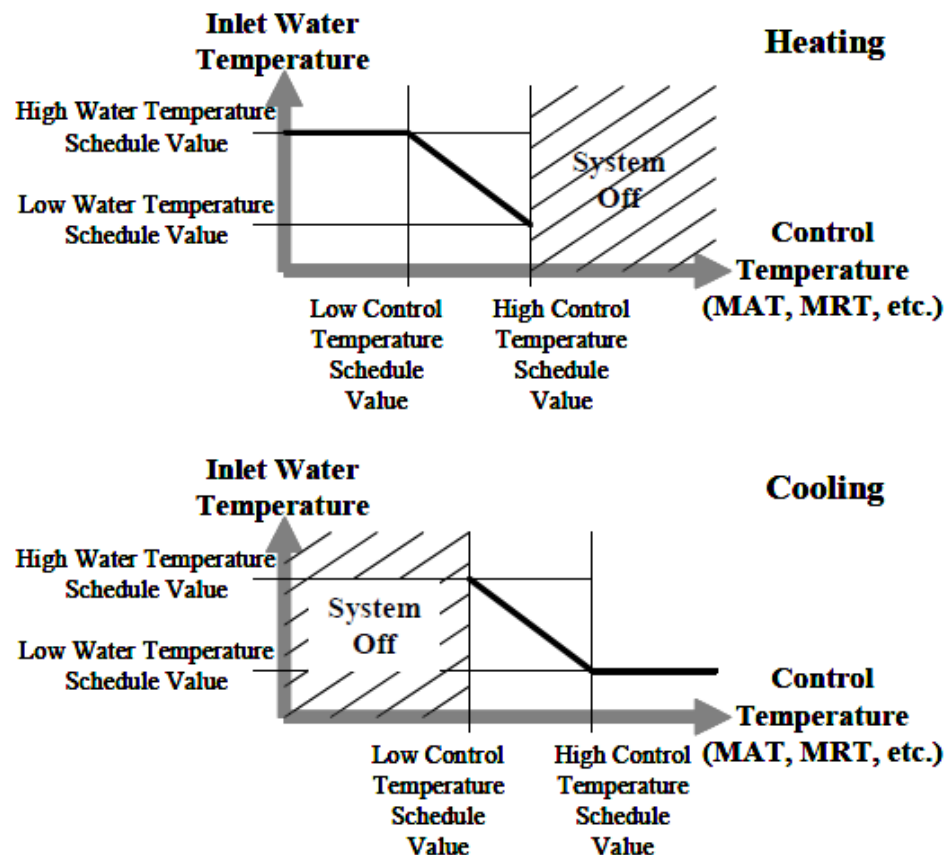 Inlet Water
Temperature
Heating
High Water Temperature
Schedule Value
System
Off
Low Water Temperature
Schedule Value
Control
Temperature
(MAT, MRT, etc.)
Low Control
Temperature
Schedule
Value
High Control
Temperature
Schedule
Value
Inlet Water
Temperature
Cooling
High Water Temperature
Schedule Value
System
Off
Low Water Temperature
Schedule Value
Control
Temperature
(MAT, MRT, etc.)
Low Control
Temperature
Schedule
Value
High Control
Temperature
Schedule
Value